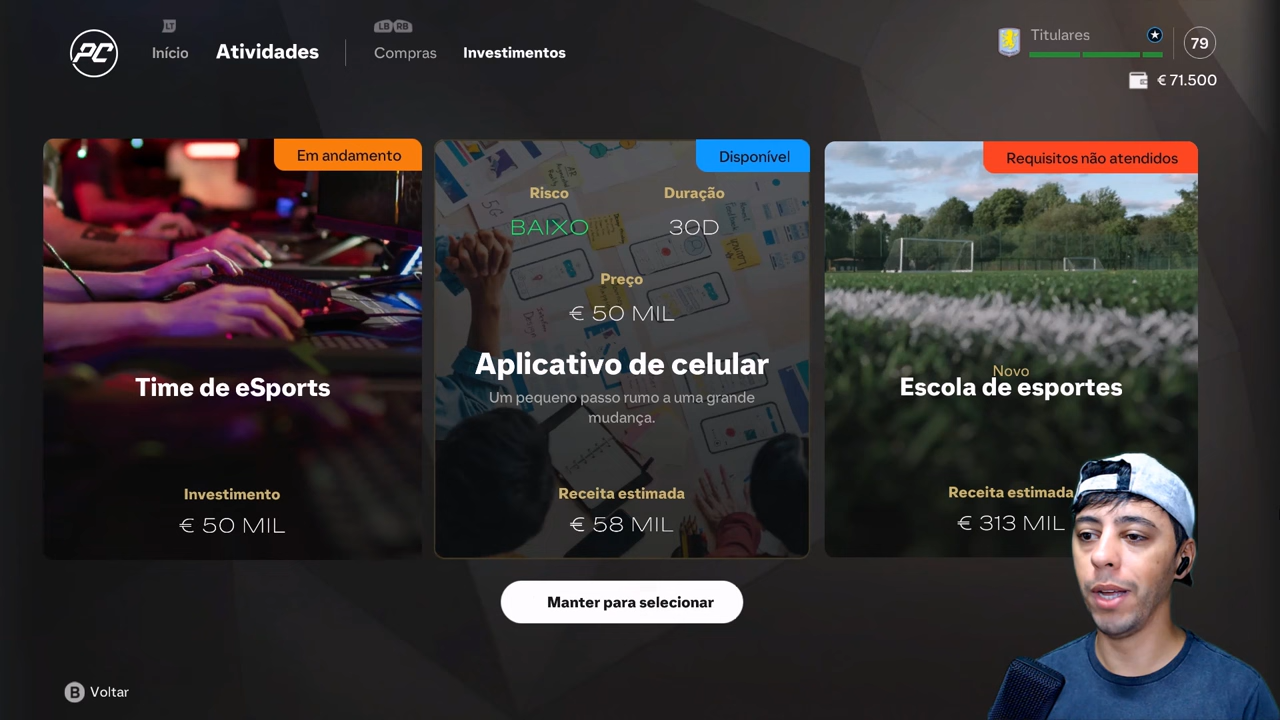 LT
LB RB
PC
Início
Atividades
Compras
Investimentos
Titulares
79
€ 71.500
Em andamento
Time de eSports
Investimento
€ 50 MIL
Disponível
Risco
Duração
BAIXO
30D
Preço
€ 50 MIL
Aplicativo de celular
Um pequeno passo rumo a uma grande
mudança.
Receita estimada
€ 58 MIL
Requisitos não atendidos
Novo
Escola de esportes
Receita estimada
€ 313 MIL
Manter para selecionar
B Voltar